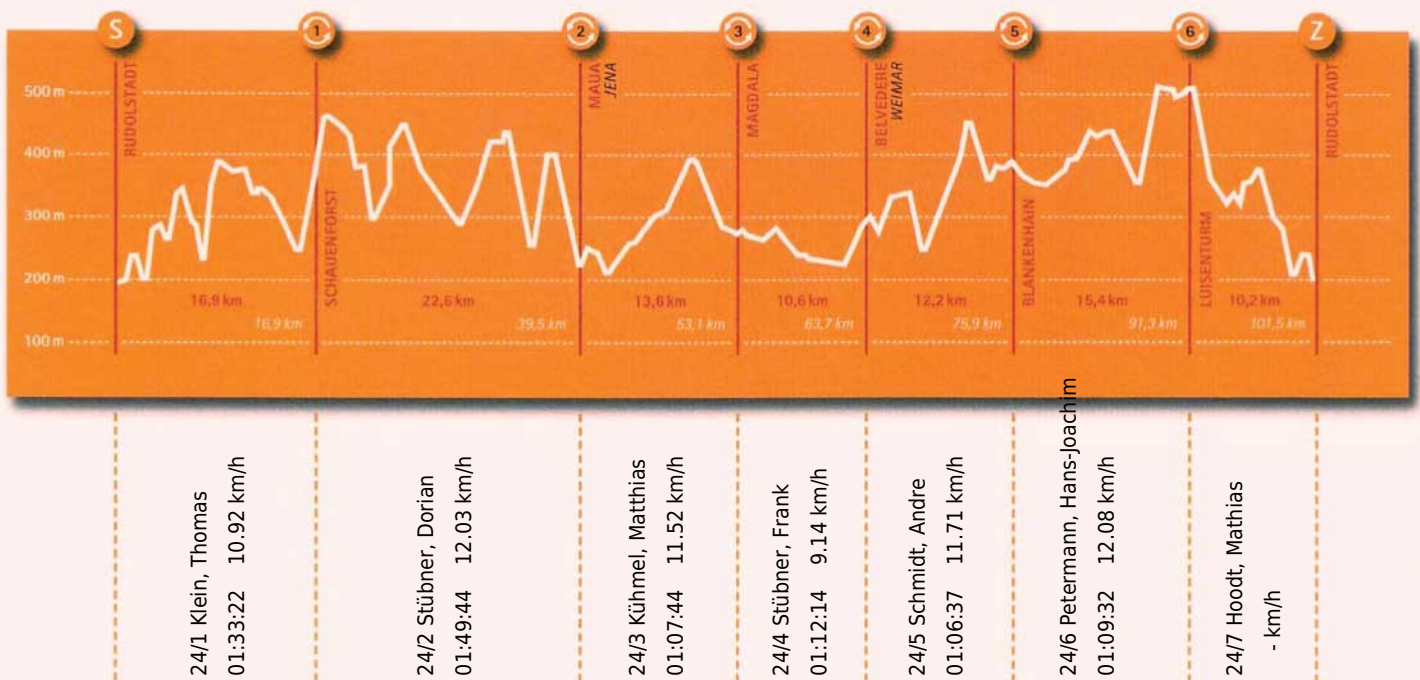 S
1
2
3
4
5
6
Z
500 m
400 m
300 m
200 m
100 m
RUDOLSTADT
SCHAUENFORST
MAUA
JENA
MAGDALA
BELVEDERE
WEIMAR
BLANKENHAIN
LUISENTURM
RUDOLSTADT
16,9 km
22,6 km
13,6 km
10,6 km
12,2 km
15,4 km
10,2 km
16,9 km
39,5 km
53,1 km
63,7 km
75,9 km
91,3 km
101,5 km
24/1 Klein, Thomas
01:33:22 10.92 km/h
24/2 Stübner, Dorian
01:49:44 12.03 km/h
24/3 Kühmel, Matthias
01:07:44 11.52 km/h
24/4 Stübner, Frank
01:12:14 9.14 km/h
24/5 Schmidt, Andre
01:06:37 11.71 km/h
24/6 Petermann, Hans-Joachim
01:09:32 12.08 km/h
24/7 Hoodt, Mathias
- km/h